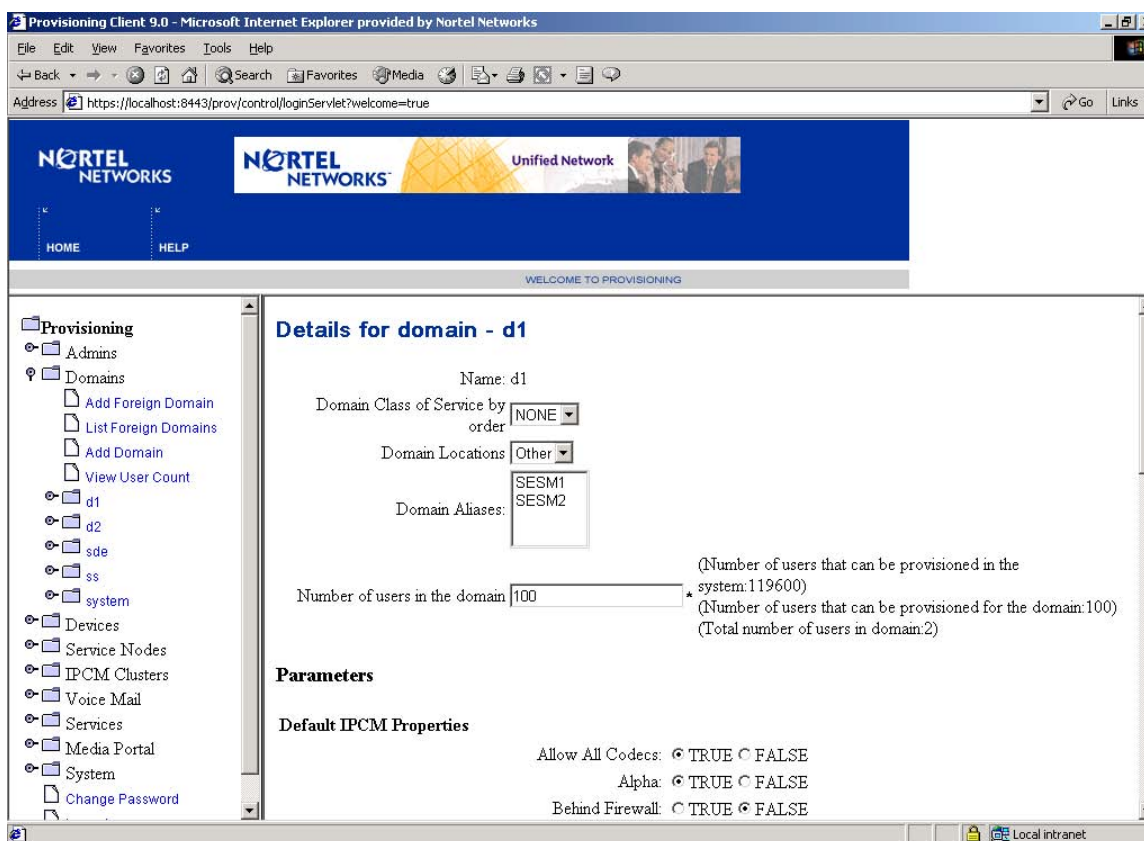 Provisioning Client 9.0 - Microsoft Internet Explorer provided by Nortel Networks
File Edit View Favorites Tools Help
Back Search Favorites Media
Address https://localhost:8443/prov/control/loginServlet?welcome=true Go Links
NORTEL NETWORKS
NORTEL NETWORKS™ Unified Network
HOME HELP
WELCOME TO PROVISIONING
Provisioning
Admins
Domains
Add Foreign Domain
List Foreign Domains
Add Domain
View User Count
d1
d2
sde
ss
system
Devices
Service Nodes
IPCM Clusters
Voice Mail
Services
Media Portal
System
Change Password
Details for domain - d1
Name: d1
Domain Class of Service by order NONE
Domain Locations Other
Domain Aliases:
SESM1
SESM2
Number of users in the domain 100 *
(Number of users that can be provisioned in the
system:119600)
(Number of users that can be provisioned for the domain:100)
(Total number of users in domain:2)
Parameters
Default IPCM Properties
Allow All Codecs: TRUE FALSE
Alpha: TRUE FALSE
Behind Firewall: TRUE FALSE
Local intranet